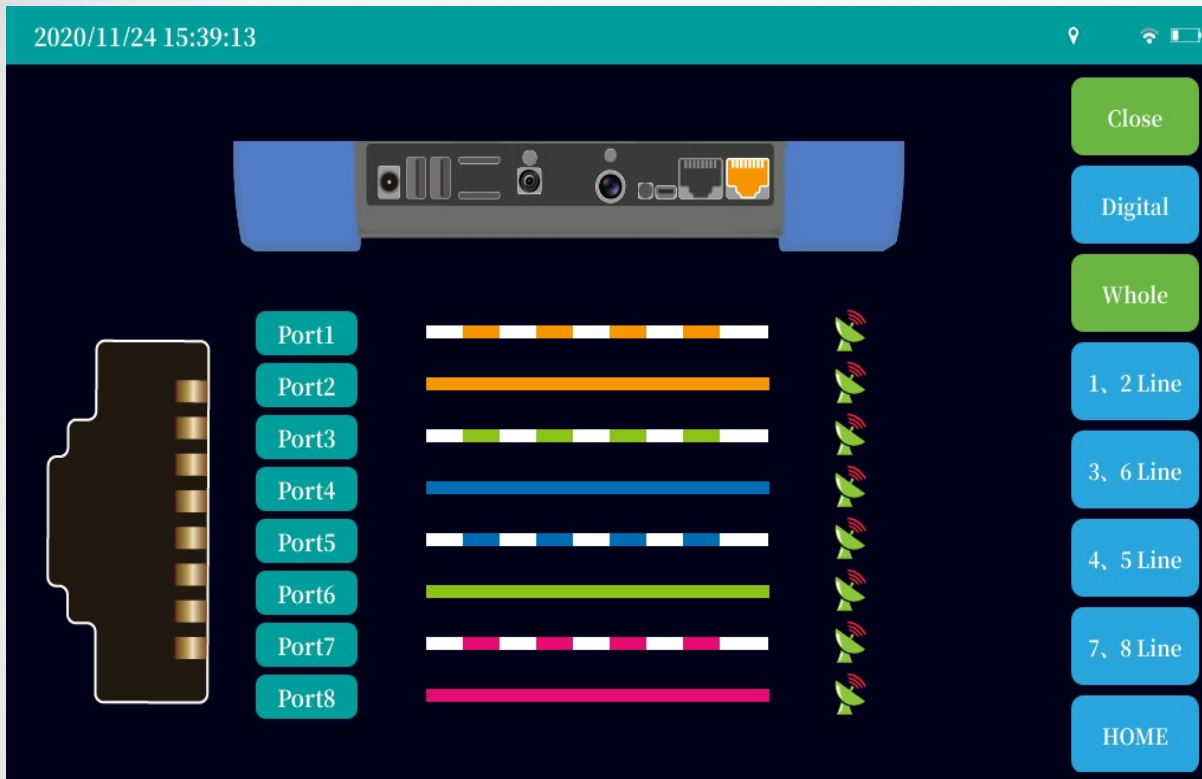 2020/11/24 15:39:13
Close
Digital
Whole
1、2 Line
3、6 Line
4、5 Line
7、8 Line
HOME
Port1
Port2
Port3
Port4
Port5
Port6
Port7
Port8